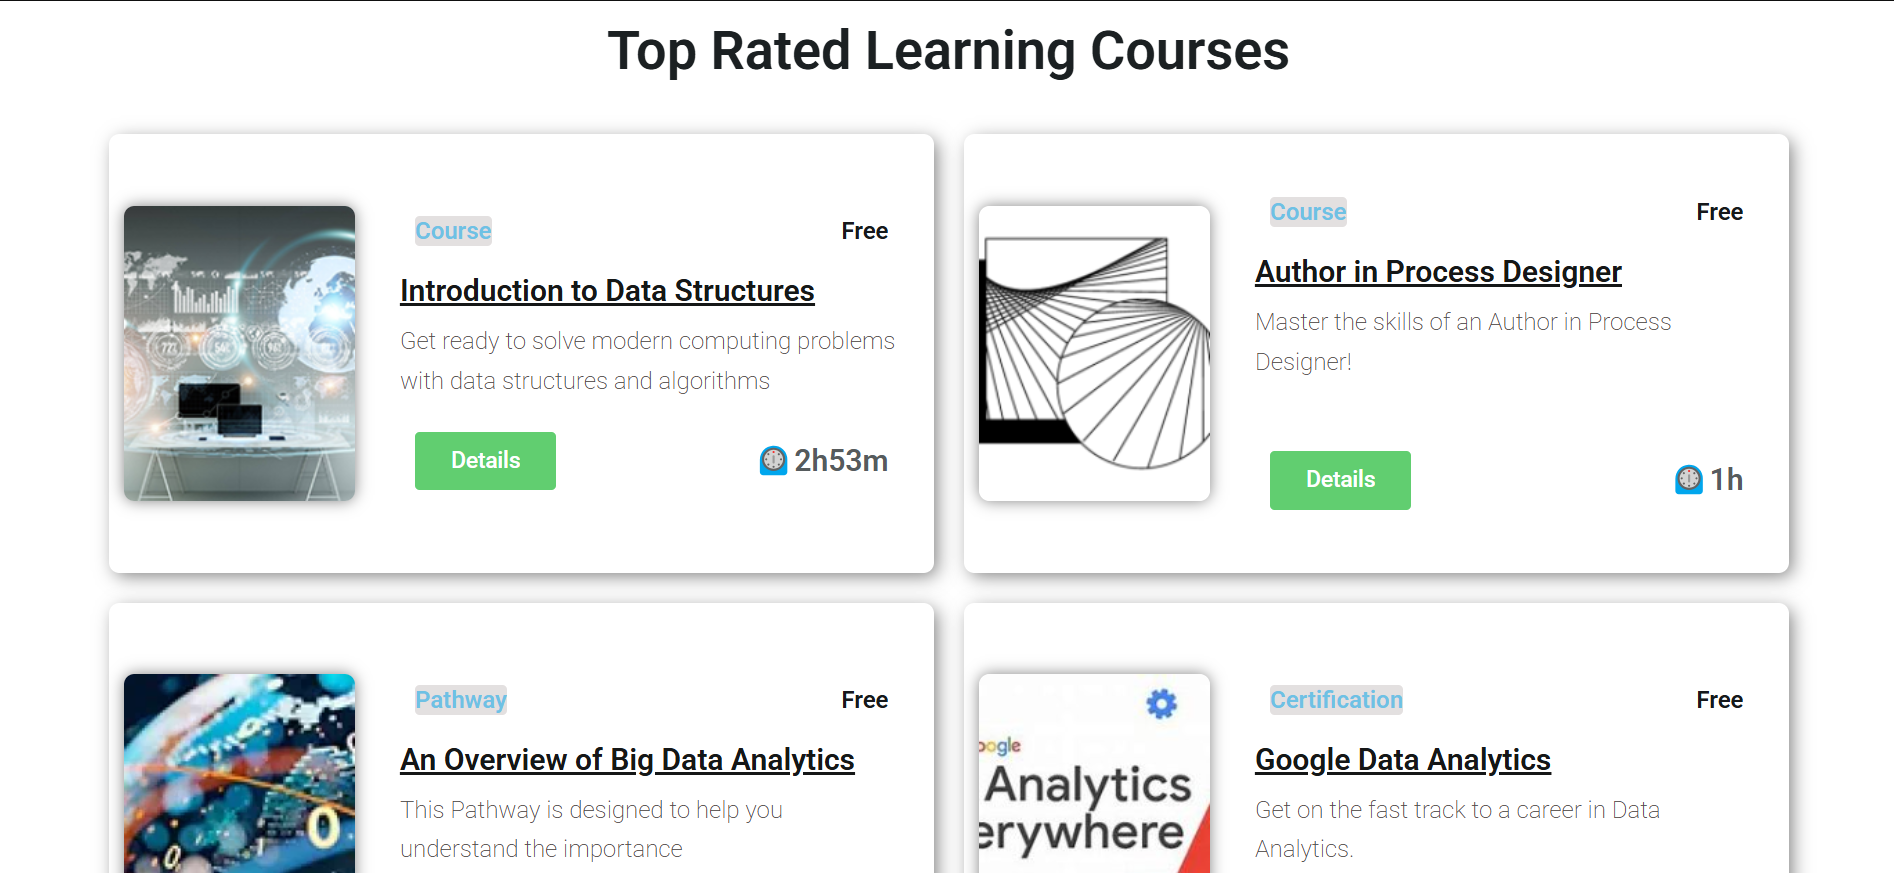 Top Rated Learning Courses
Course
Free
Introduction to Data Structures
Get ready to solve modern computing problems
with data structures and algorithms
Details
2h53m
Course
Free
Author in Process Designer
Master the skills of an Author in Process
Designer!
Details
1h
Pathway
Free
An Overview of Big Data Analytics
This Pathway is designed to help you
understand the importance
0
0
oogle
Analytics
erywhere
Certification
Free
Google Data Analytics
Get on the fast track to a career in Data
Analytics.